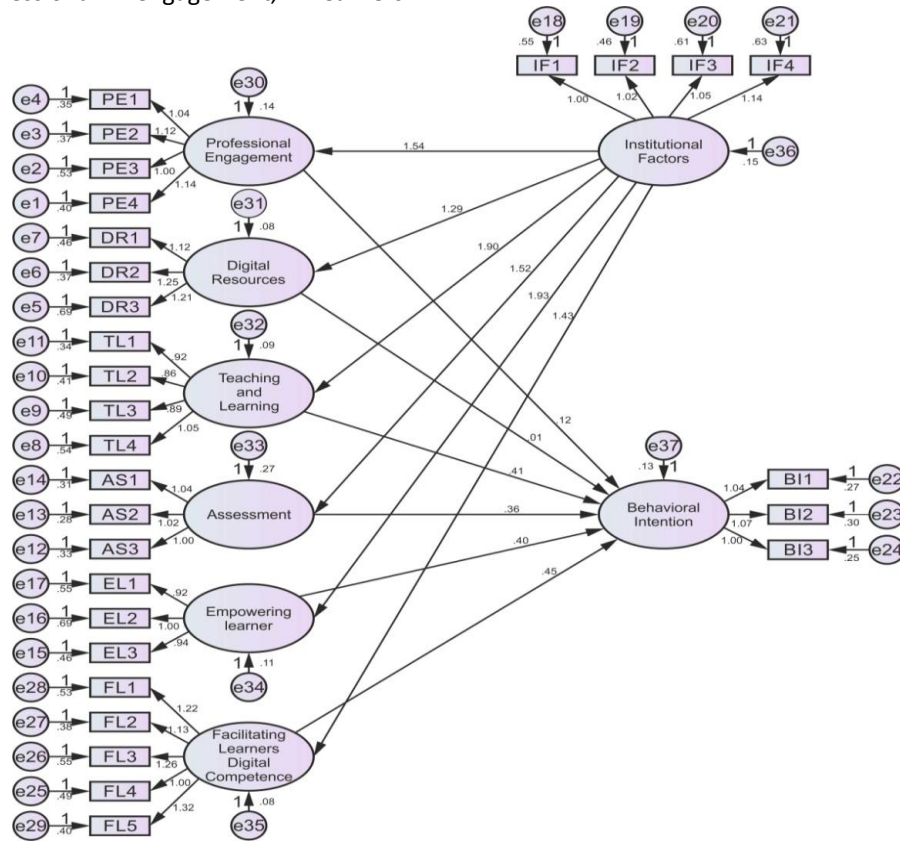 e18 1 .55 IF1 1.00
e19 1 .46 IF2 1.02
e20 1 .61 IF3 1.05
e21 1 .63 IF4 1.14
Institutional
Factors
1 .15 e36
e30
1 .14
e4 1 .35 PE1 1.04
e3 1 .37 PE2 1.12
e2 1 .53 PE3 1.00
e1 1 .40 PE4 1.14
Professional
Engagement
1.54
e31
1 .08
e7 1 .46 DR1 1.12
e6 1 .37 DR2 1.25
e5 1 .69 DR3 1.21
Digital
Resources
1.29
1.90
1.52
1.93
1.43
e32
1 .09
e11 1 .34 TL1 .92
e10 1 .41 TL2 .86
e9 1 .49 TL3 .89
e8 1 .54 TL4 1.05
Teaching
and
Learning
.12
.01
.41
e33
1 .27
e14 1 .31 AS1 1.04
e13 1 .28 AS2 1.02
e12 1 .33 AS3 1.00
Assessment
.36
e37
.13 1
Behavioral
Intention
1.04 BI1 1 .27 e22
1.07 BI2 1 .30 e23
1.00 BI3 1 .25 e24
e17 1 .55 EL1 .92
e16 1 .69 EL2 1.00
e15 1 .46 EL3 .94
Empowering
learner
.40
1 .11
e34
.45
e28 1 .53 FL1 1.22
e27 1 .38 FL2 1.13
e26 1 .55 FL3 1.26
e25 1 .49 FL4 1.00
e29 1 .40 FL5 1.32
Facilitating
Learners
Digital
Competence
1 .08
e35